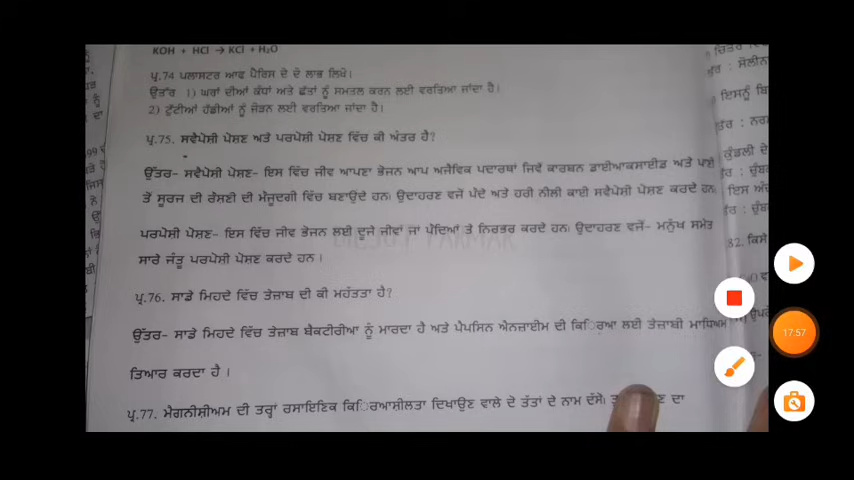 KOH + HCl → KCl + H₂O
ਪ੍ਰ.74 ਪਲਾਸਟਰ ਆਫ ਪੈਰਿਸ ਦੇ ਦੋ ਲਾਭ ਲਿਖੋ।
ਉੱਤਰ 1) ਘਰਾਂ ਦੀਆਂ ਕੰਧਾਂ ਅਤੇ ਛੱਤਾਂ ਨੂੰ ਸਮਤਲ ਕਰਨ ਲਈ ਵਰਤਿਆ ਜਾਂਦਾ ਹੈ।
2) ਟੁੱਟੀਆਂ ਹੱਡੀਆਂ ਨੂੰ ਜੋੜਨ ਲਈ ਵਰਤਿਆ ਜਾਂਦਾ ਹੈ।
ਪ੍ਰ.75. ਸਵੈਪੋਸ਼ੀ ਪੋਸ਼ਣ ਅਤੇ ਪਰਪੋਸ਼ੀ ਪੋਸ਼ਣ ਵਿੱਚ ਕੀ ਅੰਤਰ ਹੈ?
ਉੱਤਰ- ਸਵੈਪੋਸ਼ੀ ਪੋਸ਼ਣ- ਇਸ ਵਿੱਚ ਜੀਵ ਆਪਣਾ ਭੋਜਨ ਆਪ ਅਜੈਵਿਕ ਪਦਾਰਥਾਂ ਜਿਵੇਂ ਕਾਰਬਨ ਡਾਈਆਕਸਾਈਡ ਅਤੇ ਪਾਣੀ
ਤੋਂ ਸੂਰਜ ਦੀ ਰੌਸ਼ਣੀ ਦੀ ਮੌਜੂਦਗੀ ਵਿੱਚ ਬਣਾਉਂਦੇ ਹਨ। ਉਦਾਹਰਣ ਵਜੋਂ ਪੌਦੇ ਅਤੇ ਹਰੀ ਨੀਲੀ ਕਾਈ ਸਵੈਪੋਸ਼ੀ ਪੋਸ਼ਣ ਕਰਦੇ ਹਨ।
ਪਰਪੋਸ਼ੀ ਪੋਸ਼ਣ- ਇਸ ਵਿੱਚ ਜੀਵ ਭੋਜਨ ਲਈ ਦੂਜੇ ਜੀਵਾਂ ਜਾਂ ਪੌਦਿਆਂ ਤੇ ਨਿਰਭਰ ਕਰਦੇ ਹਨ। ਉਦਾਹਰਣ ਵਜੋਂ- ਮਨੁੱਖ ਸਮੇਤ
ਸਾਰੇ ਜੰਤੂ ਪਰਪੋਸ਼ੀ ਪੋਸ਼ਣ ਕਰਦੇ ਹਨ।
ਪ੍ਰ.76. ਸਾਡੇ ਮਿਹਦੇ ਵਿੱਚ ਤੇਜ਼ਾਬ ਦੀ ਕੀ ਮਹੱਤਤਾ ਹੈ?
ਉੱਤਰ- ਸਾਡੇ ਮਿਹਦੇ ਵਿੱਚ ਤੇਜ਼ਾਬ ਬੈਕਟੀਰੀਆ ਨੂੰ ਮਾਰਦਾ ਹੈ ਅਤੇ ਪੈਪਸਿਨ ਐਨਜ਼ਾਈਮ ਦੀ ਕਿ੍ਰਿਆ ਲਈ ਤੇਜ਼ਾਬੀ ਮਾਧਿਅਮ
ਤਿਆਰ ਕਰਦਾ ਹੈ।
ਪ੍ਰ.77. ਮੈਗਨੀਸ਼ੀਅਮ ਦੀ ਤਰ੍ਹਾਂ ਰਸਾਇਣਿਕ ਕਿ੍ਰਿਆਸ਼ੀਲਤਾ ਦਿਖਾਉਣ ਵਾਲੇ ਦੋ ਤੱਤਾਂ ਦੇ ਨਾਮ ਦੱਸੋ। ਦਾ
82. ਕਿਸੇ
17:57